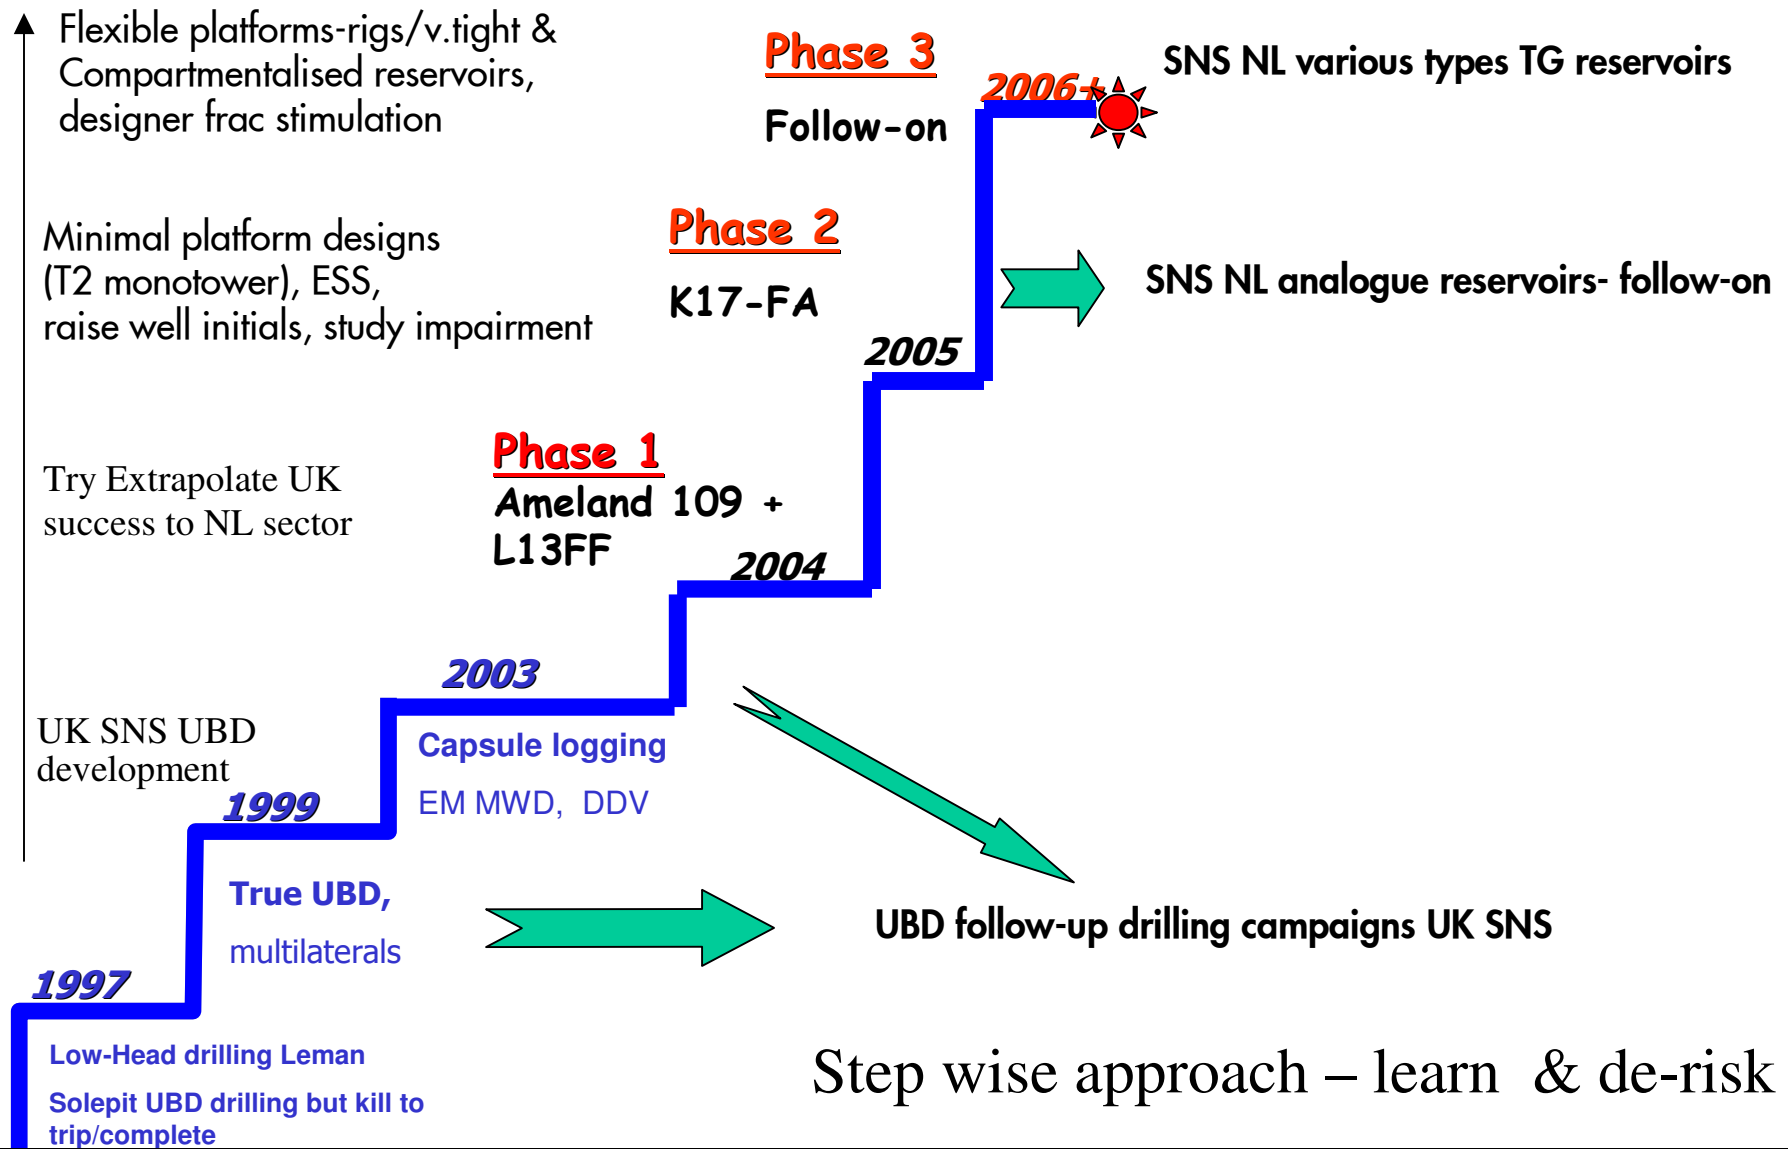 Flexible platforms-rigs/v.tight &
Compartmentalised reservoirs,
designer frac stimulation
Phase 3
Follow-on
2006+
SNS NL various types TG reservoirs
Minimal platform designs
(T2 monotower), ESS,
raise well initials, study impairment
Phase 2
K17-FA
2005
SNS NL analogue reservoirs- follow-on
Try Extrapolate UK
success to NL sector
Phase 1
Ameland 109 +
L13FF
2004
2003
UK SNS UBD
development
Capsule logging
EM MWD, DDV
1999
True UBD,
multilaterals
UBD follow-up drilling campaigns UK SNS
1997
Low-Head drilling Leman
Solepit UBD drilling but kill to
trip/complete
Step wise approach – learn & de-risk